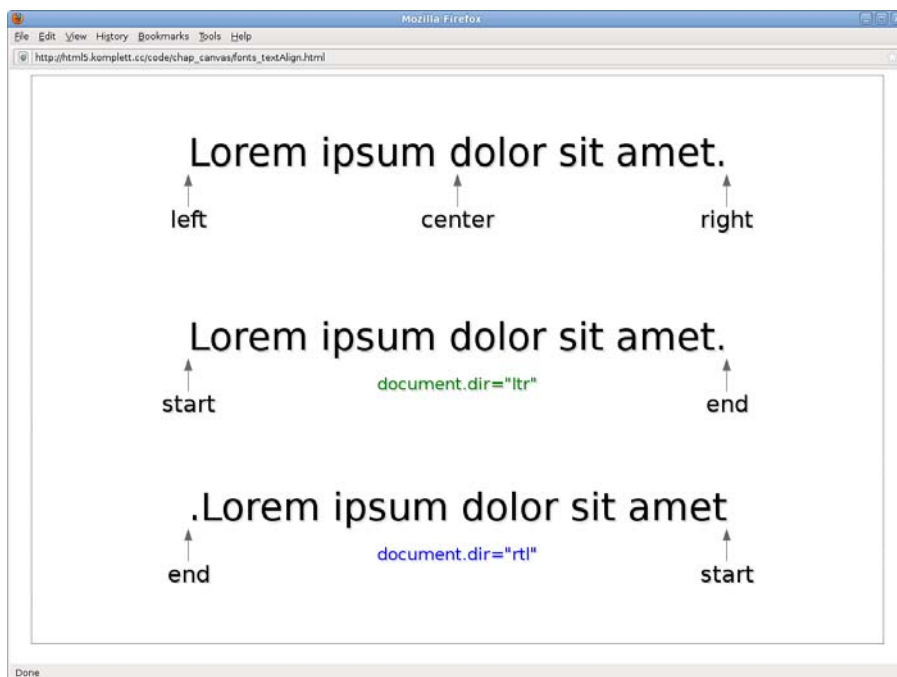 Mozilla Firefox
File Edit View History Bookmarks Tools Help
http://html5.komplett.cc/code/chap_canvas/fonts_textAlign.html
Lorem ipsum dolor sit amet.
left center right
Lorem ipsum dolor sit amet.
document.dir="ltr"
start end
.Lorem ipsum dolor sit amet
document.dir="rtl"
end start
Done